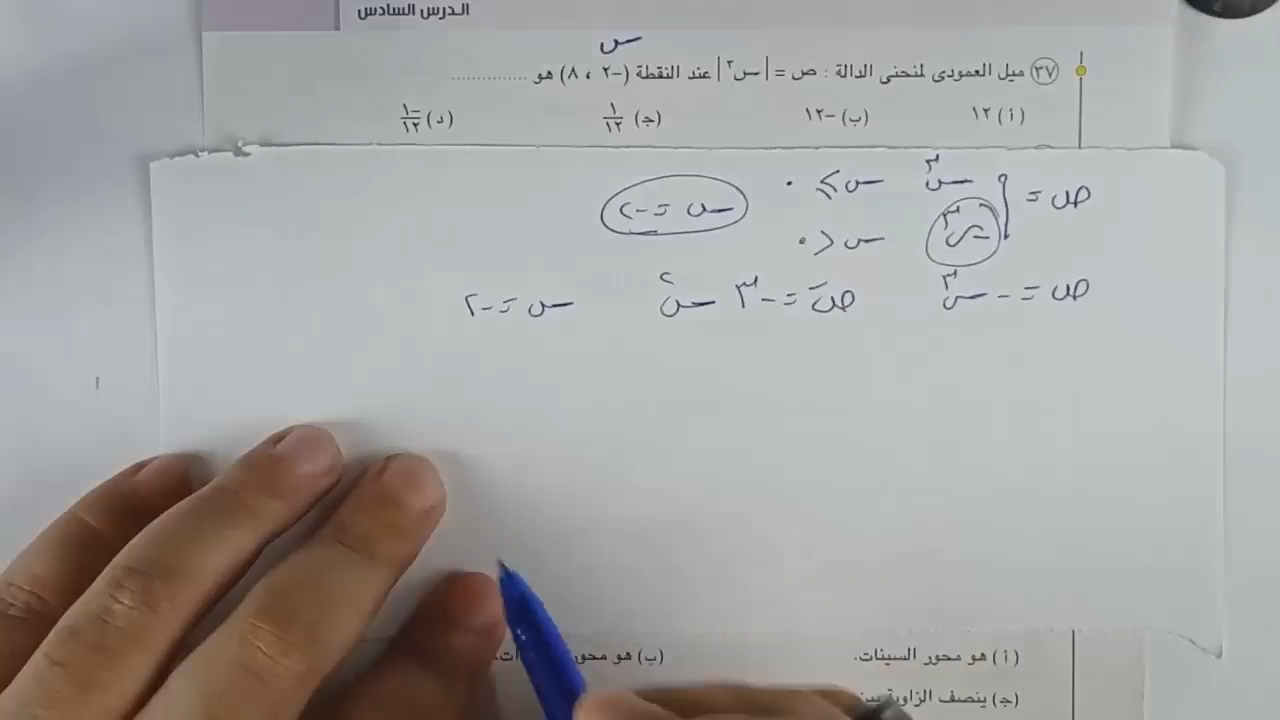 الدرس السادس
س
٣٧ ميل العمودى لمنحنى الدالة : ص = |س٣| عند النقطة (-٢ ، ٨) هو ..............
(أ) ١٢ (ب) -١٢ (جـ) ١/١٢ (د) -١/١٢
ص = { س٣ س ≥ ٠
-س٣ س < ٠
س = -٢
ص = -س٣ ص´ = -٣ س٢ س = -٢
(أ) هو محور السينات. (ب) هو محور
(جـ) ينصف الزاوية